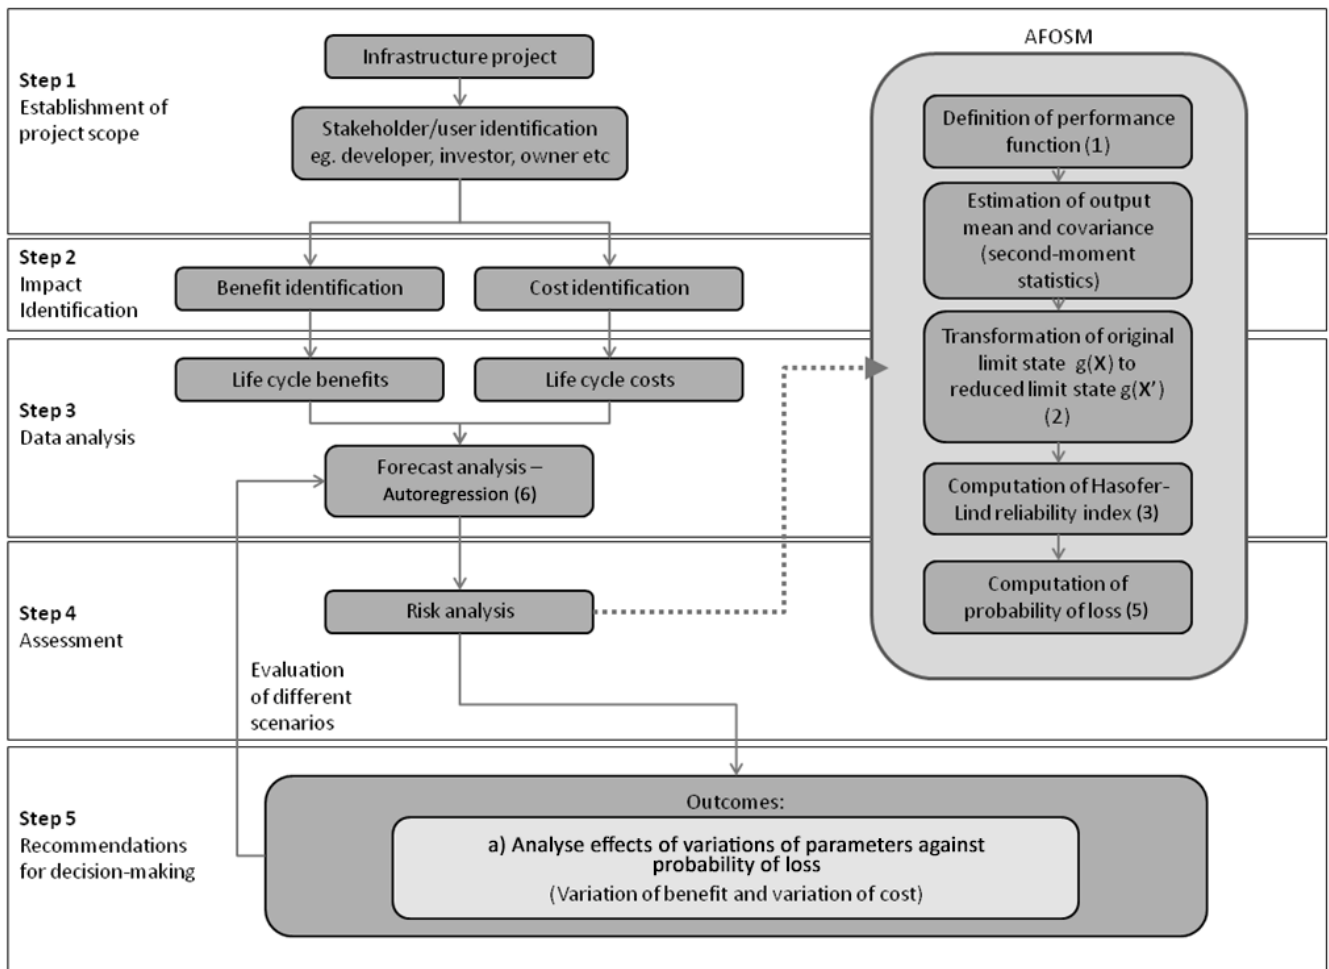 Step 1
Establishment of
project scope
Infrastructure project
Stakeholder/user identification
eg. developer, investor, owner etc
Step 2
Impact
Identification
Benefit identification
Cost identification
Step 3
Data analysis
Life cycle benefits
Life cycle costs
Forecast analysis –
Autoregression (6)
Step 4
Assessment
Risk analysis
Evaluation
of different
scenarios
AFOSM
Definition of performance
function (1)
Estimation of output
mean and covariance
(second-moment
statistics)
Transformation of original
limit state g(X) to
reduced limit state g(X')
(2)
Computation of Hasofer-
Lind reliability index (3)
Computation of
probability of loss (5)
Step 5
Recommendations
for decision-making
Outcomes:
a) Analyse effects of variations of parameters against
probability of loss
(Variation of benefit and variation of cost)